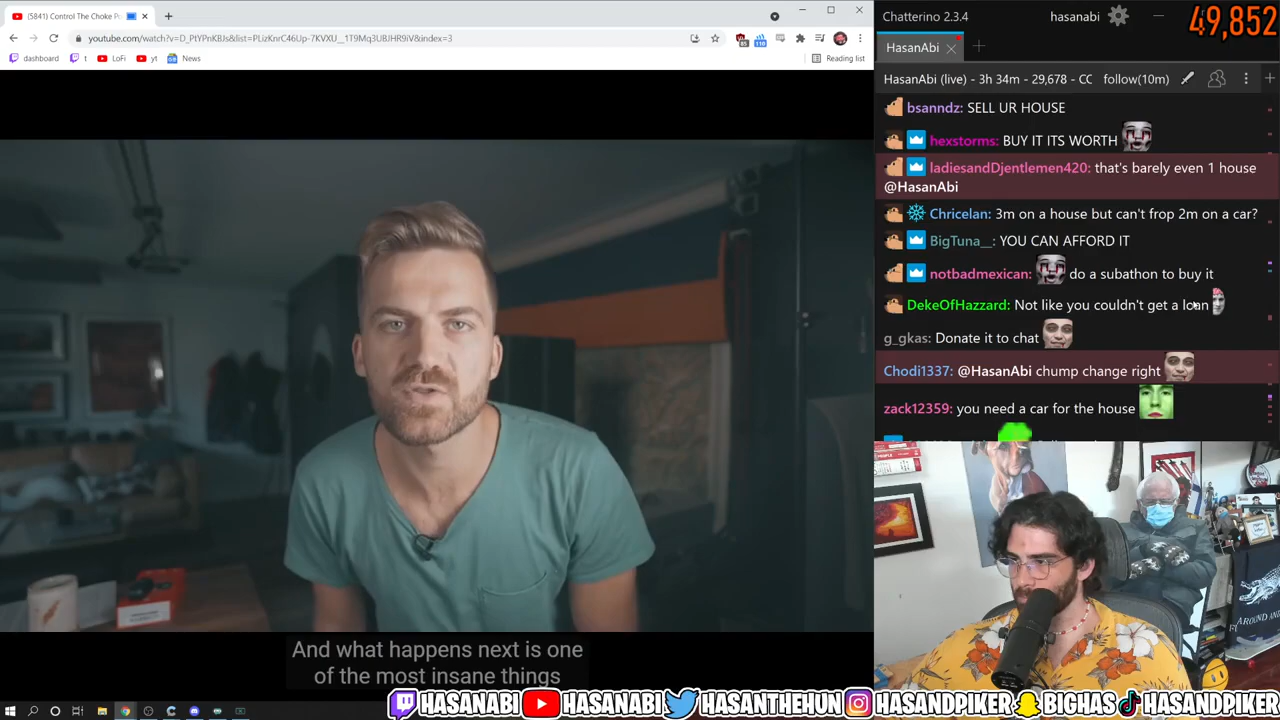 (5841) Control The Choke Po
youtube.com/watch?v=D_PtYPnKBJs&list=PLizKnrC46Up-7KVXU__1T9Mq3UBJHR9iV&index=3
dashboard
t
LoFi
yt
News
Reading list
85
110
And what happens next is one
of the most insane things
Chatterino 2.3.4
hasanabi
49,852
HasanAbi
HasanAbi (live) - 3h 34m - 29,678 - CC
follow(10m)
bsanndz: SELL UR HOUSE
hexstorms: BUY IT ITS WORTH
ladiesandDjentlemen420: that's barely even 1 house
@HasanAbi
Chricelan: 3m on a house but can't frop 2m on a car?
BigTuna__: YOU CAN AFFORD IT
notbadmexican: do a subathon to buy it
DekeOfHazzard: Not like you couldn't get a loan
g_gkas: Donate it to chat
Chodi1337: @HasanAbi chump change right
zack12359: you need a car for the house
HASANABI
HASANABI
HASANTHEHUN
HASANDPIKER
BIGHAS
HASANDPIKER